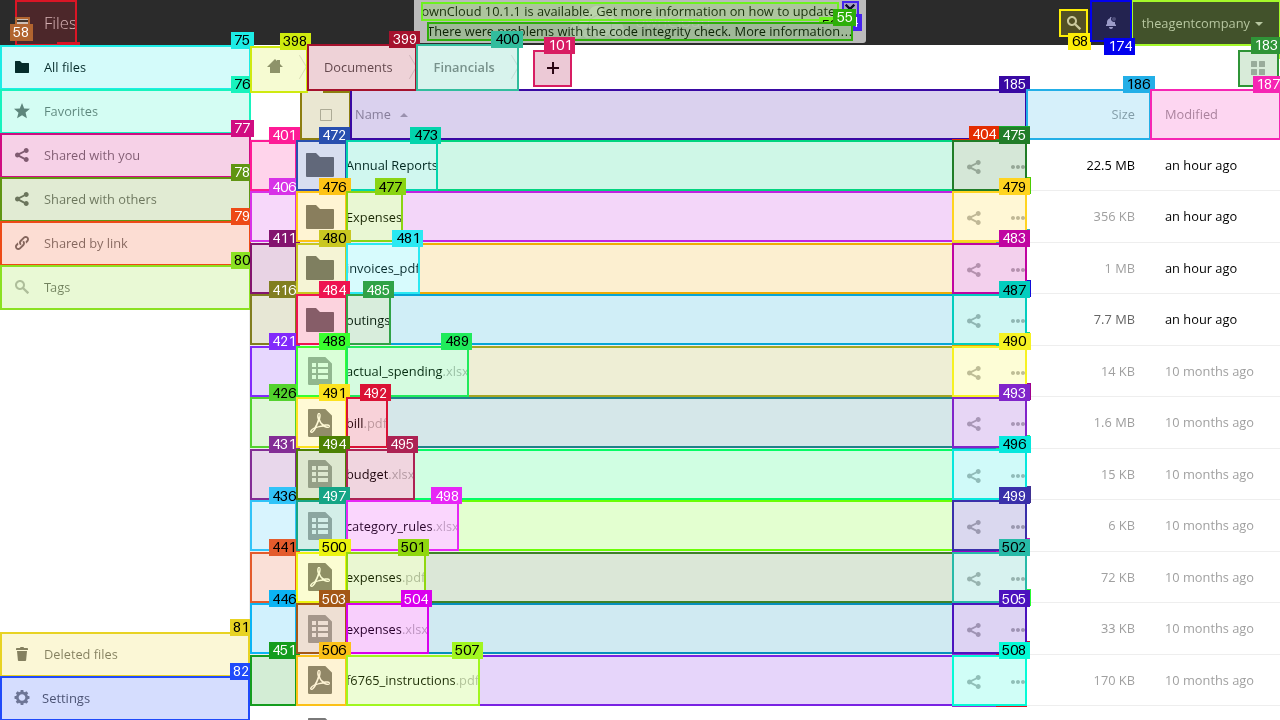 58
Files
ownCloud 10.1.1 is available. Get more information on how to update.
There were problems with the code integrity check. More information…
55
68
174
theagentcompany
75
All files
76
Favorites
77
Shared with you
78
Shared with others
79
Shared by link
80
Tags
81
Deleted files
82
Settings
398
399
Documents
400
Financials
101
+
183
185
Name
186
Size
187
Modified
401
472
473
Annual Reports
404
475
22.5 MB
an hour ago
406
476
477
Expenses
479
356 KB
an hour ago
411
480
481
invoices_pdf
483
1 MB
an hour ago
416
484
485
outings
487
7.7 MB
an hour ago
421
488
489
actual_spending.xlsx
490
14 KB
10 months ago
426
491
492
bill.pdf
493
1.6 MB
10 months ago
431
494
495
budget.xlsx
496
15 KB
10 months ago
436
497
498
category_rules.xlsx
499
6 KB
10 months ago
441
500
501
expenses.pdf
502
72 KB
10 months ago
446
503
504
expenses.xlsx
505
33 KB
10 months ago
451
506
507
f6765_instructions.pdf
508
170 KB
10 months ago